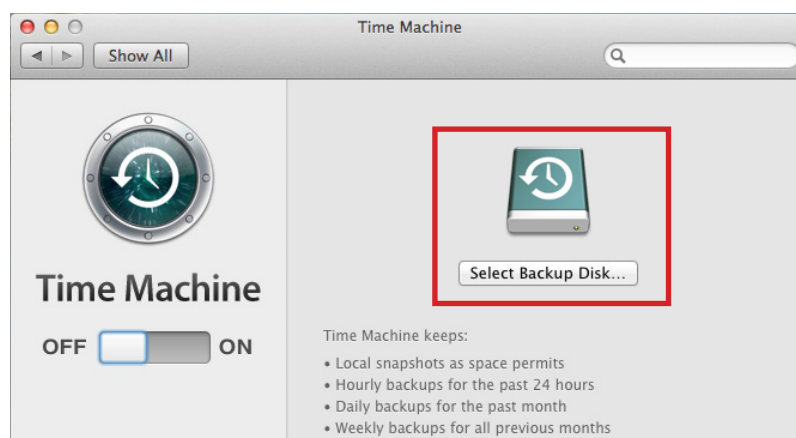 Time Machine
Show All
Select Backup Disk...
Time Machine
OFF ON
Time Machine keeps:
• Local snapshots as space permits
• Hourly backups for the past 24 hours
• Daily backups for the past month
• Weekly backups for all previous months